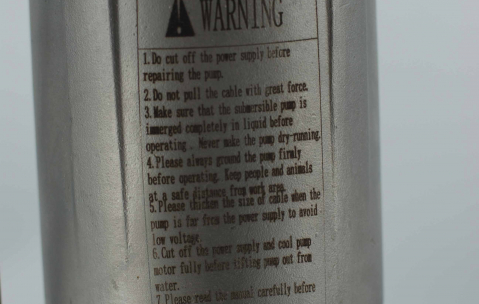 WARNING
1. Do cut off the power supply before
repairing the pump.
2. Do not pull the cable with great force.
3. Make sure that the submersible pump is
immerged completely in liquid before
operating. Never make the pump dry-running.
4. Please always ground the pump firmly
before operating. Keep people and animals
at a safe distance from work area.
5. Please thicken the size of cable when the
pump is far from the power supply to avoid
low voltage.
6. Cut off the power supply and cool pump
motor fully before lifting pump out from
water.
7. Please read the manual carefully before